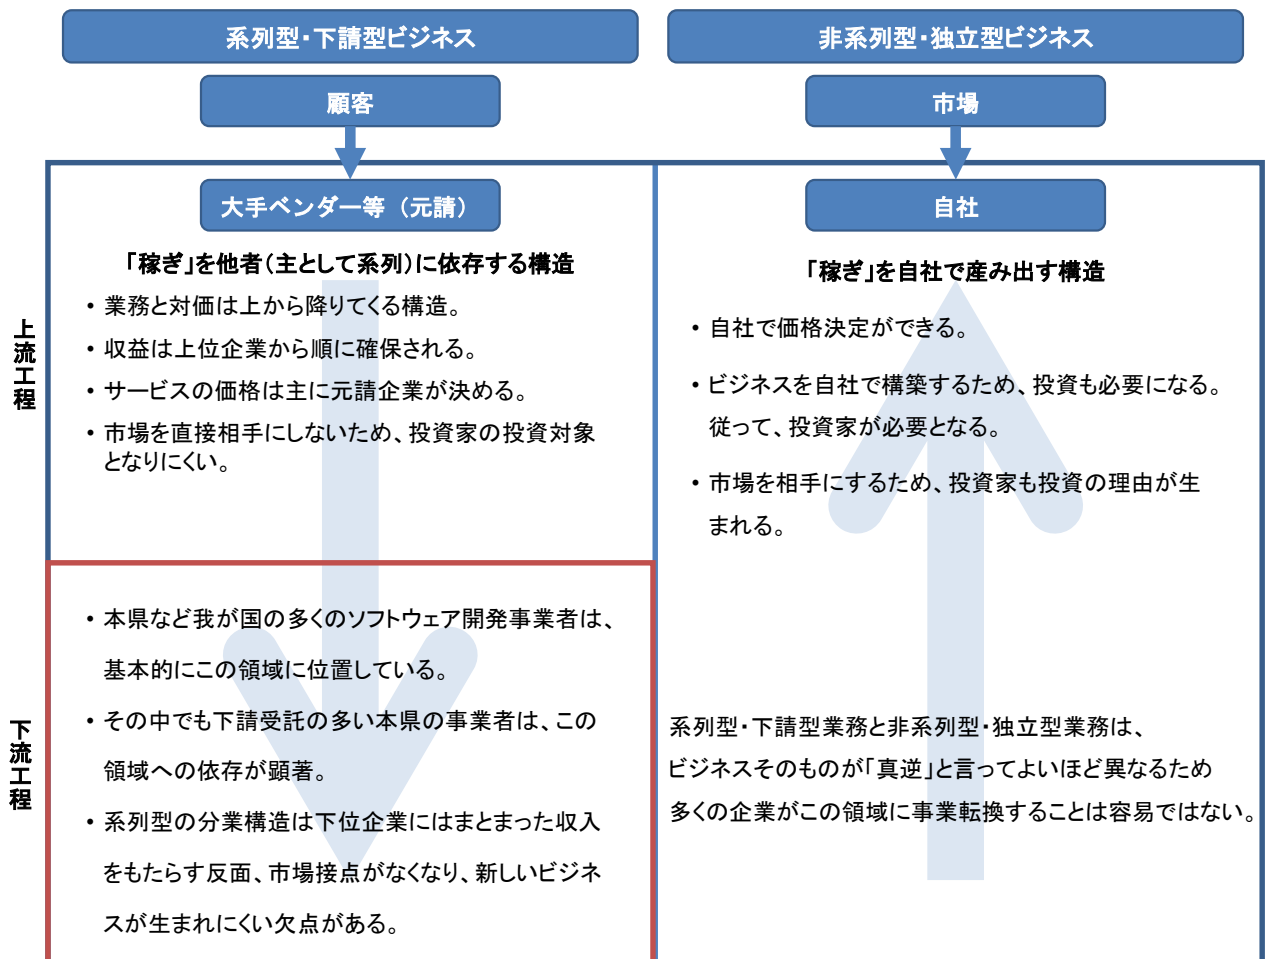 系列型・下請型ビジネス
顧客
大手ベンダー等（元請）
「稼ぎ」を他者（主として系列）に依存する構造
• 業務と対価は上から降りてくる構造。
• 収益は上位企業から順に確保される。
• サービスの価格は主に元請企業が決める。
• 市場を直接相手にしないため、投資家の投資対象
となりにくい。
非系列型・独立型ビジネス
市場
自社
「稼ぎ」を自社で産み出す構造
• 自社で価格決定ができる。
• ビジネスを自社で構築するため、投資も必要になる。
従って、投資家が必要となる。
• 市場を相手にするため、投資家も投資の理由が生
まれる。
上流工程
• 本県など我が国の多くのソフトウェア開発事業者は、
基本的にこの領域に位置している。
• その中でも下請受託の多い本県の事業者は、この
領域への依存が顕著。
• 系列型の分業構造は下位企業にはまとまった収入
をもたらす反面、市場接点がなくなり、新しいビジネ
スが生まれにくい欠点がある。
系列型・下請型業務と非系列型・独立型業務は、
ビジネスそのものが「真逆」と言ってよいほど異なるため
多くの企業がこの領域に事業転換することは容易ではない。
下流工程